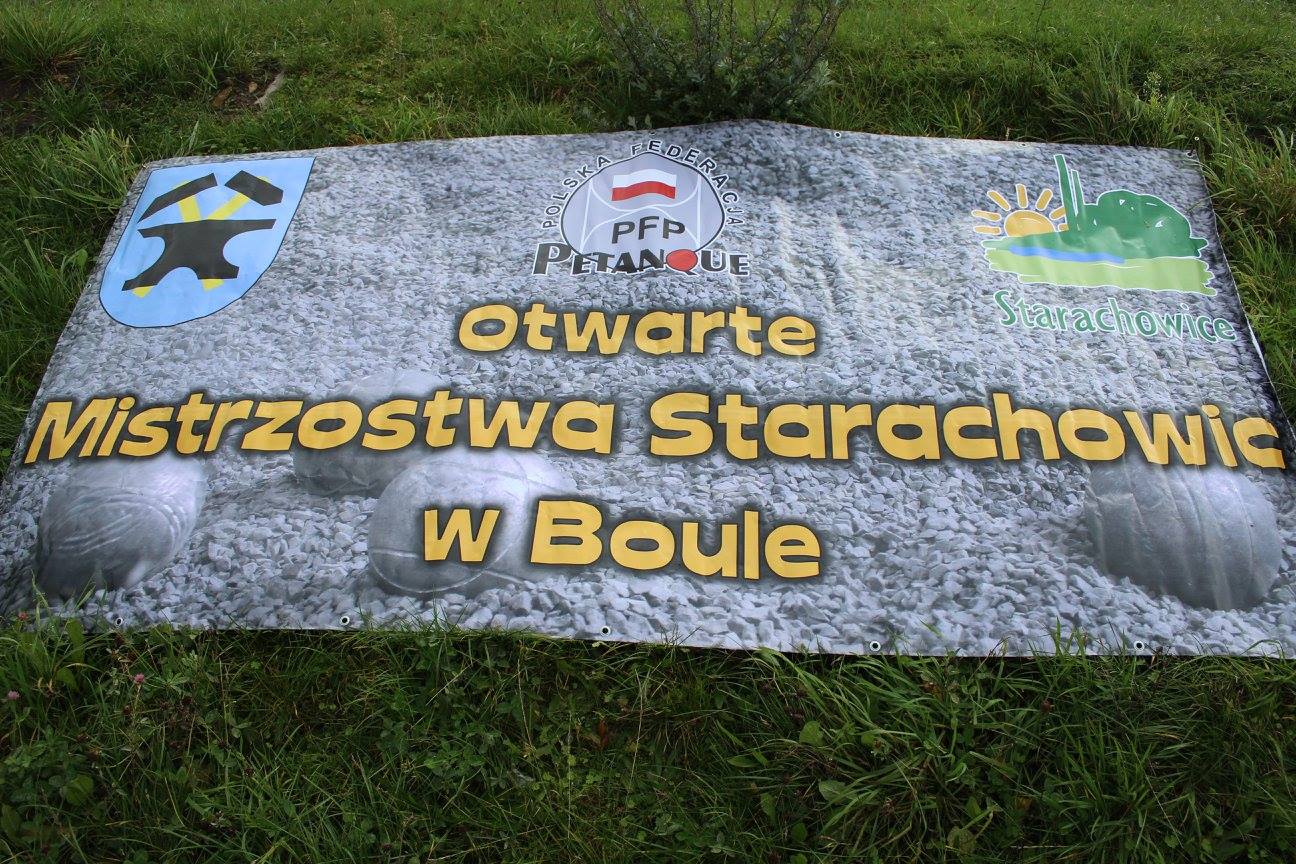 POLSKA FEDERACJA
PFP
PETANQUE
Starachowice
Otwarte
Mistrzostwa Starachowic
w Boule